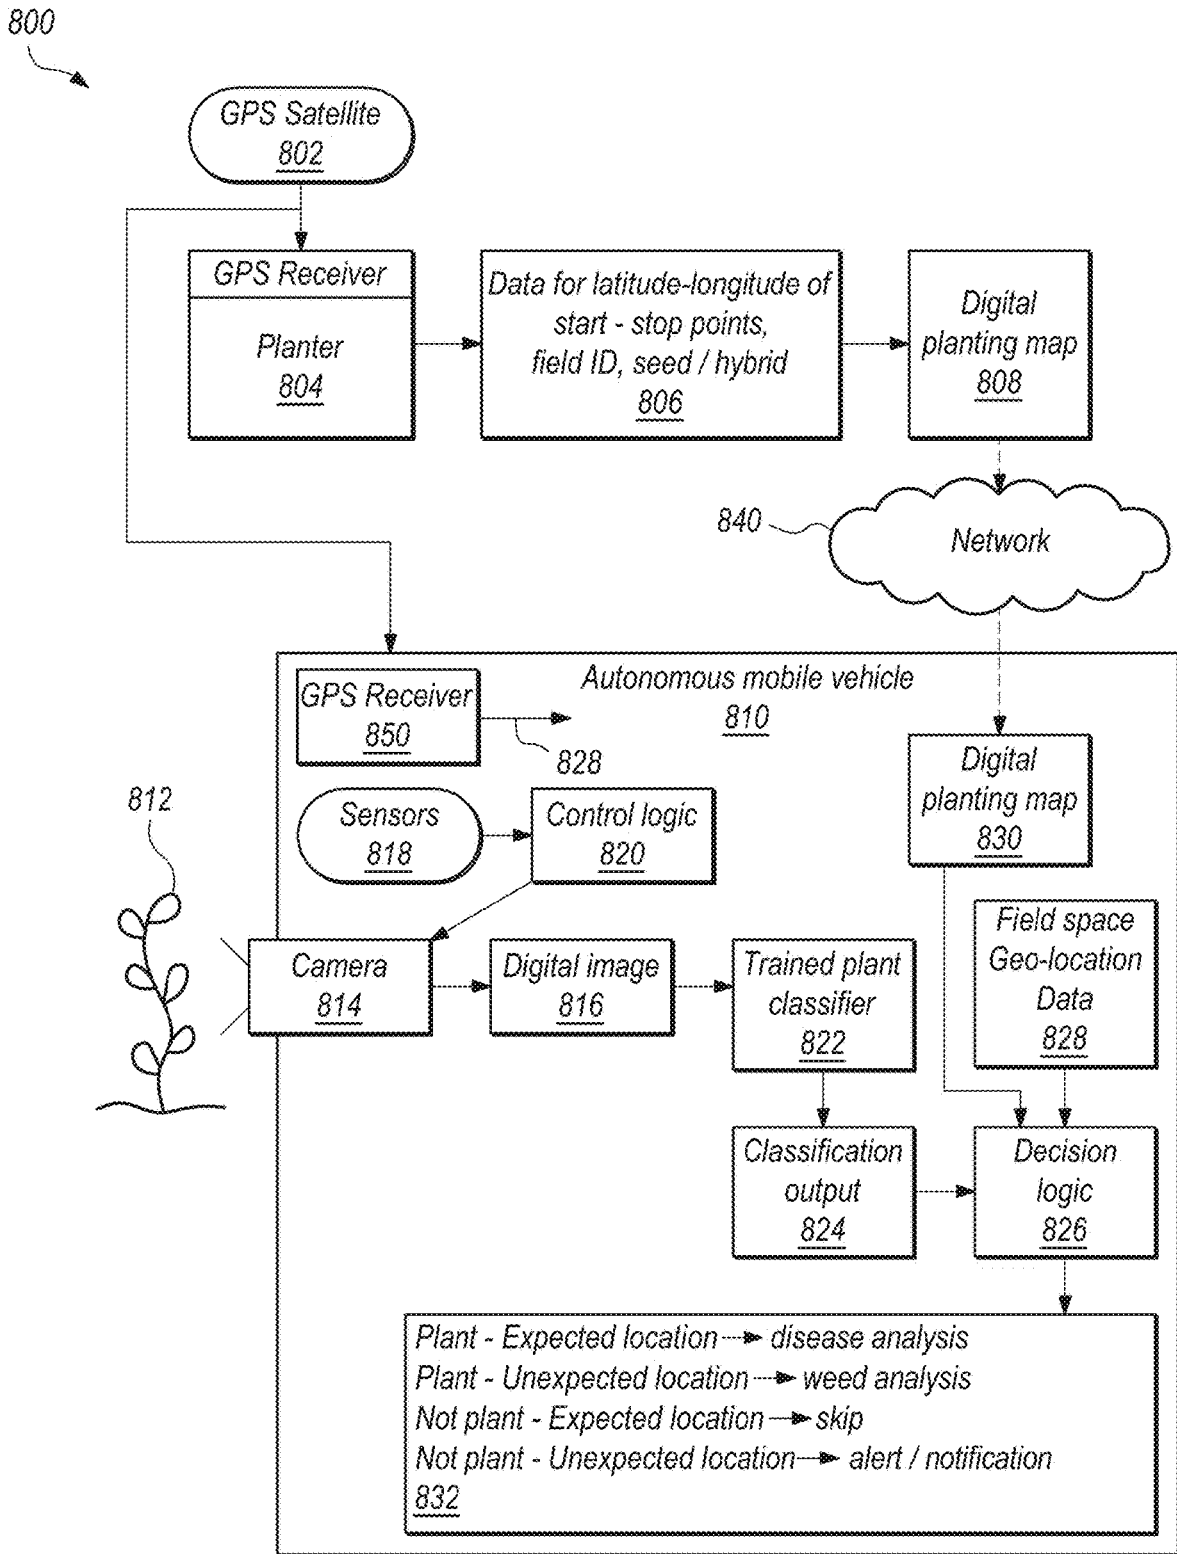 800
GPS Satellite
802
GPS Receiver
Planter
804
Data for latitude-longitude of
start - stop points,
field ID, seed / hybrid
806
Digital
planting map
808
840
Network
Autonomous mobile vehicle
810
GPS Receiver
850
828
Digital
planting map
830
812
Sensors
818
Control logic
820
Field space
Geo-location
Data
828
Camera
814
Digital image
816
Trained plant
classifier
822
Classification
output
824
Decision
logic
826
Plant - Expected location → disease analysis
Plant - Unexpected location → weed analysis
Not plant - Expected location → skip
Not plant - Unexpected location → alert / notification
832